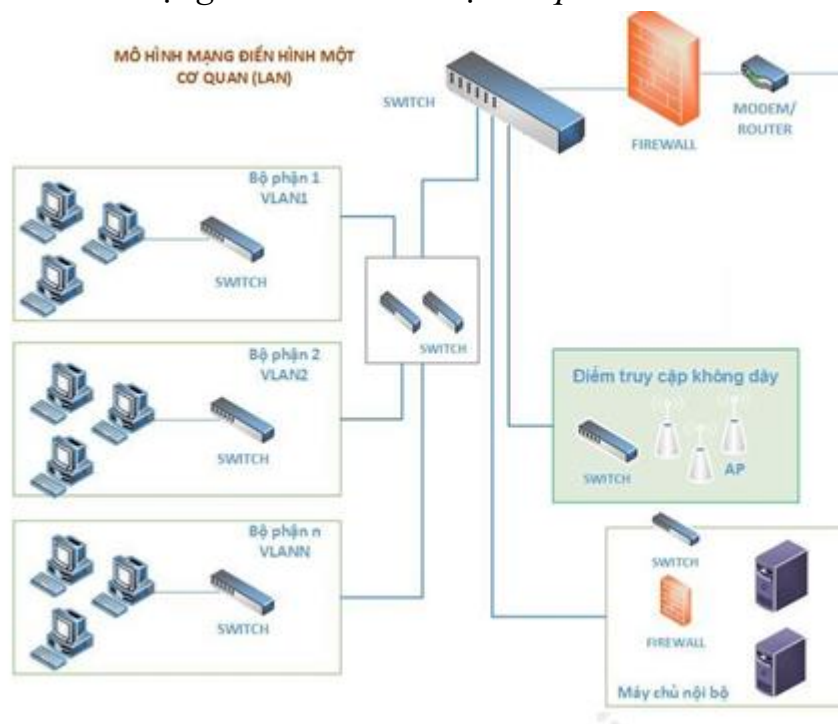 MÔ HÌNH MẠNG ĐIỂN HÌNH MỘT
CƠ QUAN (LAN)
SWITCH
FIREWALL
MODEM/
ROUTER
Bộ phận 1
VLAN1
SWITCH
SWITCH
Bộ phận 2
VLAN2
SWITCH
Điểm truy cập không dây
SWITCH
AP
Bộ phận n
VLANN
SWITCH
SWITCH
FIREWALL
Máy chủ nội bộ